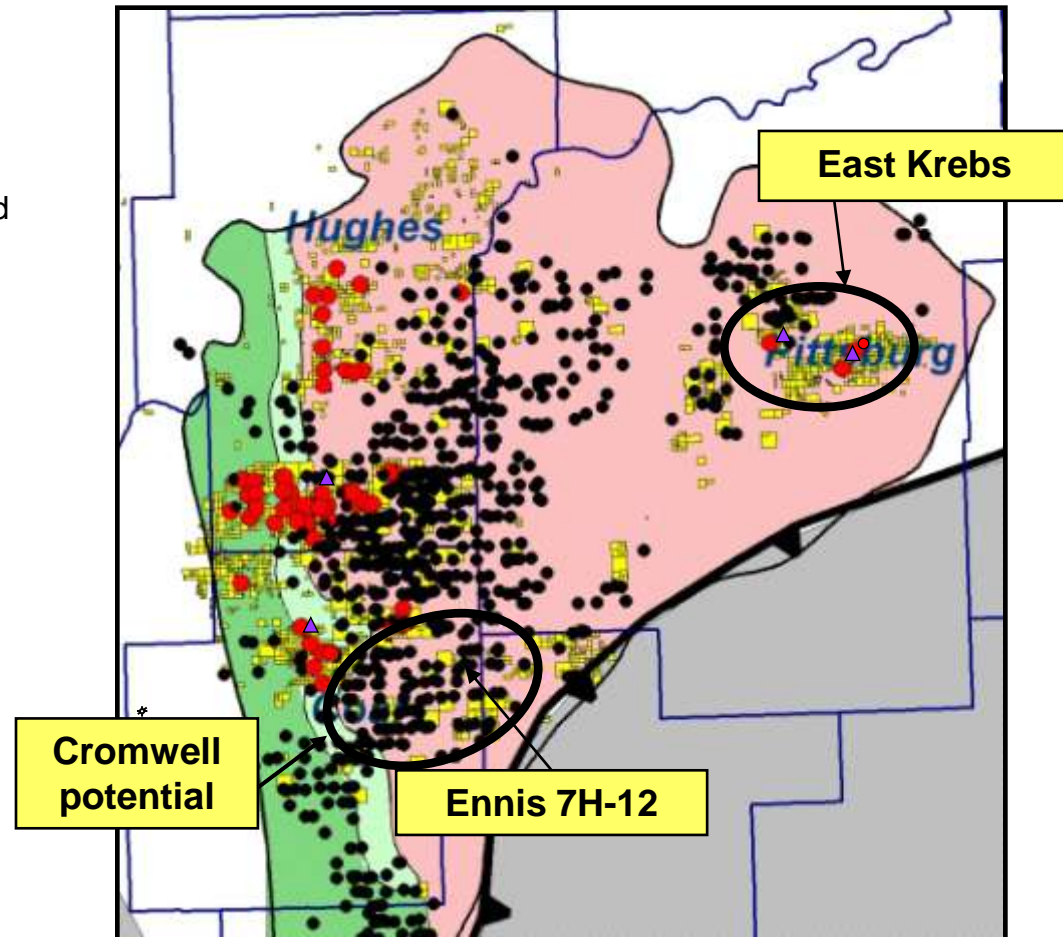 d
East Krebs
Hughes
Pittsburg
Cromwell
potential
Ennis 7H-12